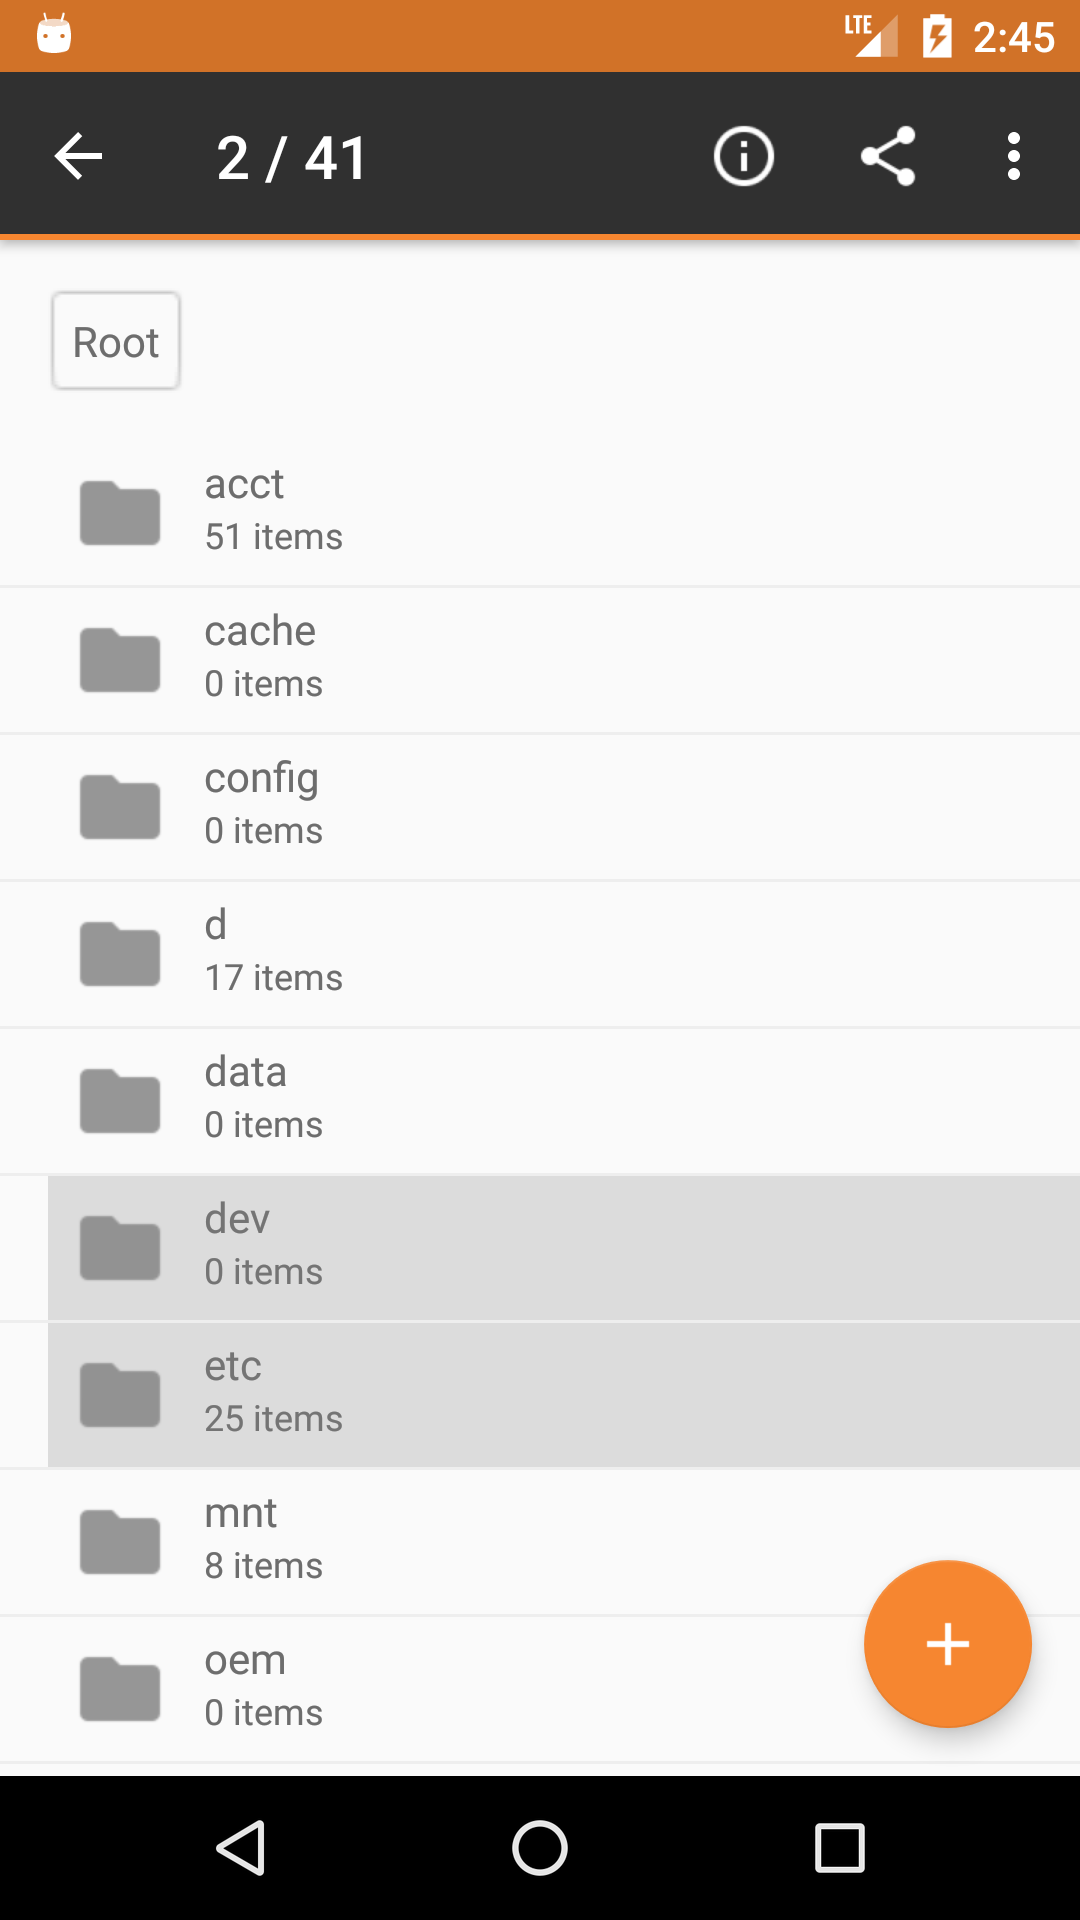 LTE 2:45
2 / 41
Root
acct
51 items
cache
0 items
config
0 items
d
17 items
data
0 items
dev
0 items
etc
25 items
mnt
8 items
oem
0 items